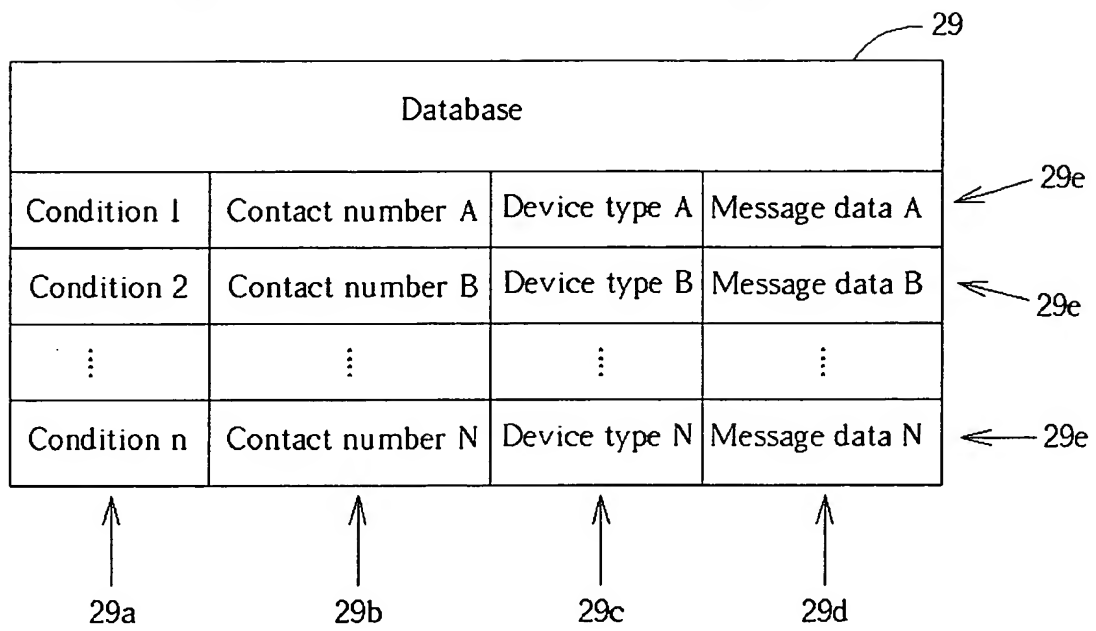 29
Database
Condition 1 Contact number A Device type A Message data A 29e
Condition 2 Contact number B Device type B Message data B 29e
⋮ ⋮ ⋮ ⋮
Condition n Contact number N Device type N Message data N 29e
29a 29b 29c 29d